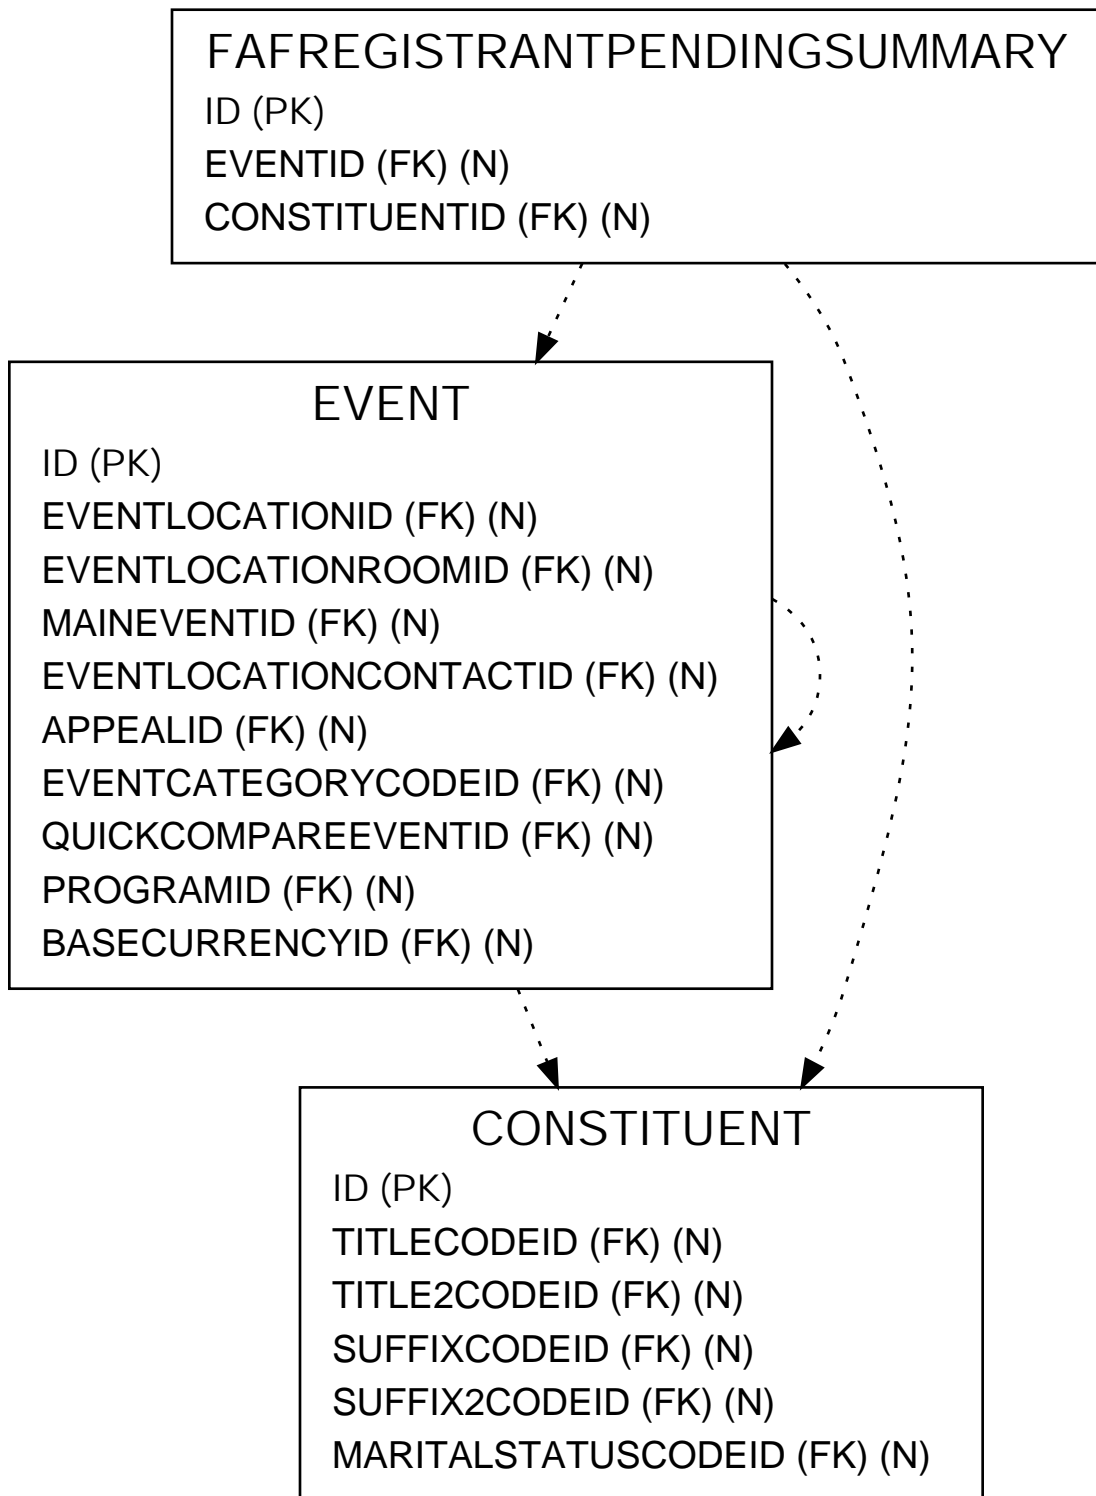 FAFREGISTRANTPENDINGSUMMARY
ID (PK)
EVENTID (FK) (N)
CONSTITUENTID (FK) (N)
EVENT
ID (PK)
EVENTLOCATIONID (FK) (N)
EVENTLOCATIONROOMID (FK) (N)
MAINEVENTID (FK) (N)
EVENTLOCATIONCONTACTID (FK) (N)
APPEALID (FK) (N)
EVENTCATEGORYCODEID (FK) (N)
QUICKCOMPAREEVENTID (FK) (N)
PROGRAMID (FK) (N)
BASECURRENCYID (FK) (N)
CONSTITUENT
ID (PK)
TITLECODEID (FK) (N)
TITLE2CODEID (FK) (N)
SUFFIXCODEID (FK) (N)
SUFFIX2CODEID (FK) (N)
MARITALSTATUSCODEID (FK) (N)